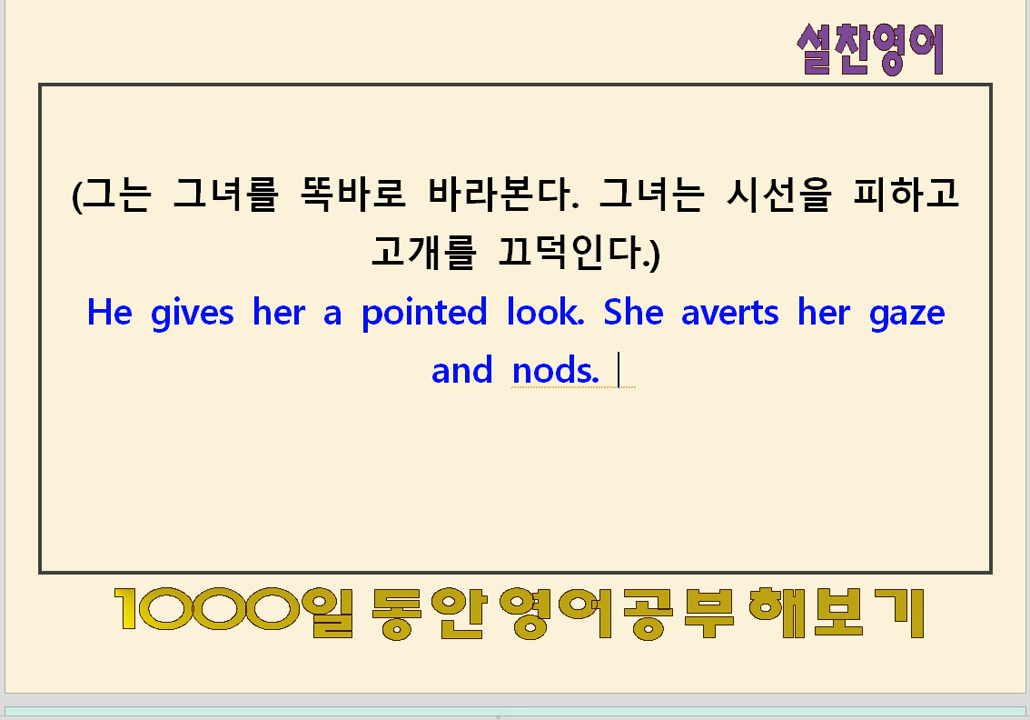 설찬영어
(그는 그녀를 똑바로 바라본다. 그녀는 시선을 피하고
고개를 끄덕인다.)
He gives her a pointed look. She averts her gaze
and nods.
1000일동안영어공부해보기